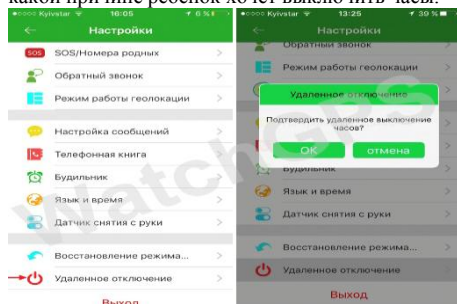 какой причине ребенок хочет выключить часы.
Kyivstar 16:05 6 %
Настройки
SOS SOS/Номера родных
Обратный звонок
Режим работы геолокации
Настройка сообщений
Телефонная книга
Будильник
Язык и время
Датчик снятия с руки
Восстановление режима...
Удаленное отключение
Выход
Kyivstar 13:25 39 %
Настройки
Обратный звонок
Режим работы геолокации
Удаленное отключение
Подтвердить удаленное выключение
часов?
OK отмена
Будильник
Язык и время
Датчик снятия с руки
Восстановление режима...
Удаленное отключение
Выход
WatchGPS